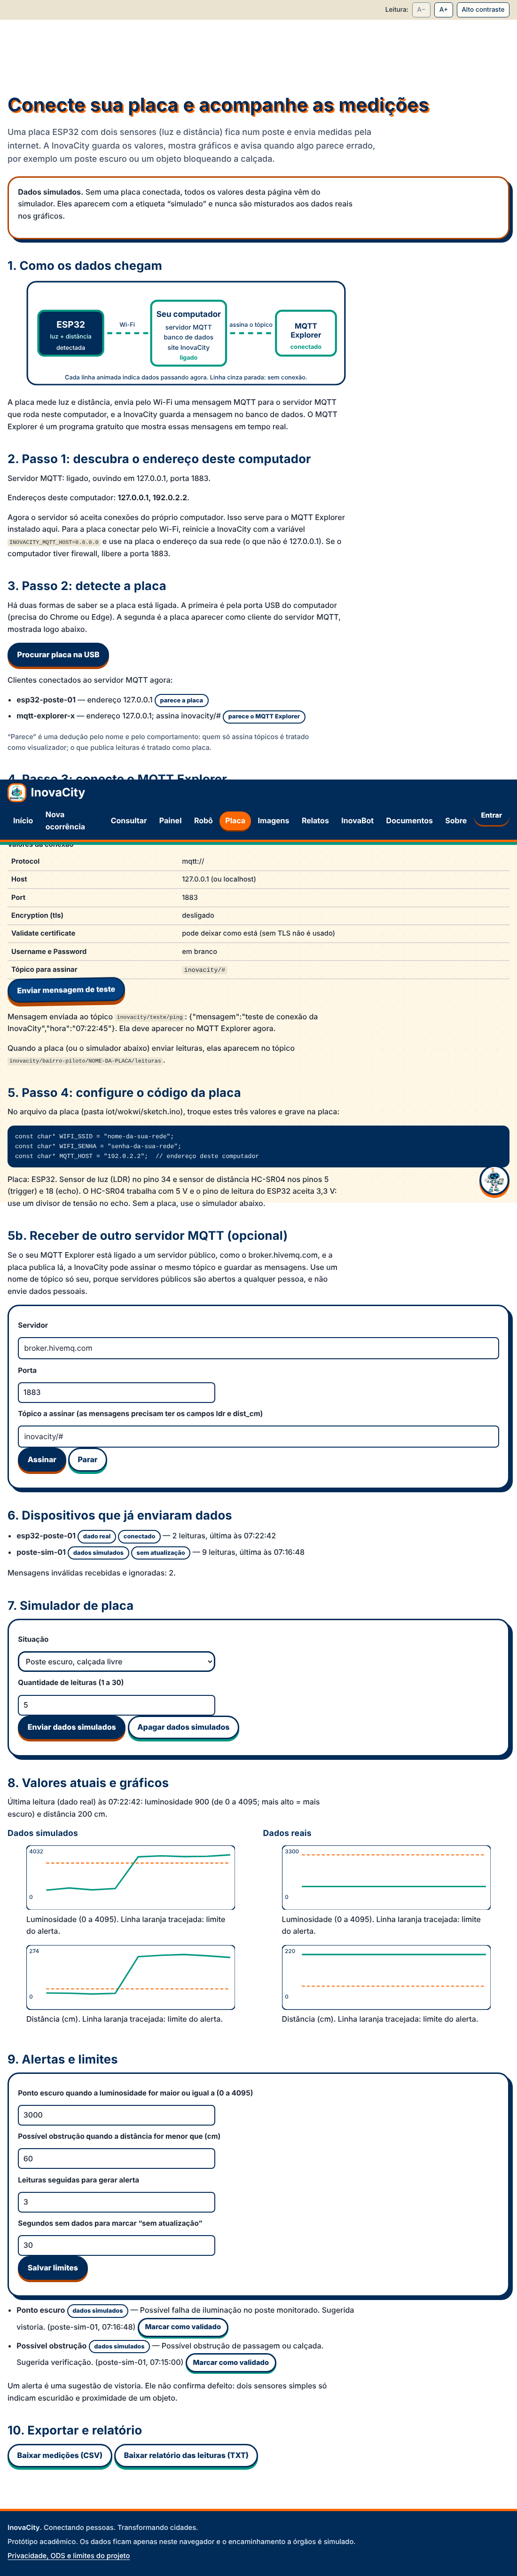 Leitura: A− A+ Alto contraste
Conecte sua placa e acompanhe as medições
Uma placa ESP32 com dois sensores (luz e distância) fica num poste e envia medidas pela
internet. A InovaCity guarda os valores, mostra gráficos e avisa quando algo parece errado,
por exemplo um poste escuro ou um objeto bloqueando a calçada.
Dados simulados. Sem uma placa conectada, todos os valores desta página vêm do
simulador. Eles aparecem com a etiqueta “simulado” e nunca são misturados aos dados reais
nos gráficos.
1. Como os dados chegam
ESP32
luz + distância
detectada
Wi-Fi
Seu computador
servidor MQTT
banco de dados
site InovaCity
ligado
assina o tópico
MQTT
Explorer
conectado
Cada linha animada indica dados passando agora. Linha cinza parada: sem conexão.
A placa mede luz e distância, envia pelo Wi-Fi uma mensagem MQTT para o servidor MQTT
que roda neste computador, e a InovaCity guarda a mensagem no banco de dados. O MQTT
Explorer é um programa gratuito que mostra essas mensagens em tempo real.
2. Passo 1: descubra o endereço deste computador
Servidor MQTT: ligado, ouvindo em 127.0.0.1, porta 1883.
Endereços deste computador: 127.0.0.1, 192.0.2.2.
Agora o servidor só aceita conexões do próprio computador. Isso serve para o MQTT Explorer
instalado aqui. Para a placa conectar pelo Wi-Fi, reinicie a InovaCity com a variável
INOVACITY_MQTT_HOST=0.0.0.0 e use na placa o endereço da sua rede (o que não é 127.0.0.1). Se o
computador tiver firewall, libere a porta 1883.
3. Passo 2: detecte a placa
Há duas formas de saber se a placa está ligada. A primeira é pela porta USB do computador
(precisa do Chrome ou Edge). A segunda é a placa aparecer como cliente do servidor MQTT,
mostrada logo abaixo.
Procurar placa na USB
Clientes conectados ao servidor MQTT agora:
esp32-poste-01 — endereço 127.0.0.1 parece a placa
mqtt-explorer-x — endereço 127.0.0.1; assina inovacity/# parece o MQTT Explorer
“Parece” é uma dedução pelo nome e pelo comportamento: quem só assina tópicos é tratado
como visualizador; o que publica leituras é tratado como placa.
4. Passo 3: conecte o MQTT Explorer
InovaCity
Início Nova ocorrência Consultar Painel Robô Placa Imagens Relatos InovaBot Documentos Sobre Entrar
Valores da conexão
Protocol mqtt://
Host 127.0.0.1 (ou localhost)
Port 1883
Encryption (tls) desligado
Validate certificate pode deixar como está (sem TLS não é usado)
Username e Password em branco
Tópico para assinar inovacity/#
Enviar mensagem de teste
Mensagem enviada ao tópico inovacity/teste/ping: {"mensagem":"teste de conexão da
InovaCity","hora":"07:22:45"}. Ela deve aparecer no MQTT Explorer agora.
Quando a placa (ou o simulador abaixo) enviar leituras, elas aparecem no tópico
inovacity/bairro-piloto/NOME-DA-PLACA/leituras.
5. Passo 4: configure o código da placa
No arquivo da placa (pasta iot/wokwi/sketch.ino), troque estes três valores e grave na placa:
const char* WIFI_SSID = "nome-da-sua-rede";
const char* WIFI_SENHA = "senha-da-sua-rede";
const char* MQTT_HOST = "192.0.2.2"; // endereço deste computador
Placa: ESP32. Sensor de luz (LDR) no pino 34 e sensor de distância HC-SR04 nos pinos 5
(trigger) e 18 (echo). O HC-SR04 trabalha com 5 V e o pino de leitura do ESP32 aceita 3,3 V:
use um divisor de tensão no echo. Sem a placa, use o simulador abaixo.
5b. Receber de outro servidor MQTT (opcional)
Se o seu MQTT Explorer está ligado a um servidor público, como o broker.hivemq.com, e a
placa publica lá, a InovaCity pode assinar o mesmo tópico e guardar as mensagens. Use um
nome de tópico só seu, porque servidores públicos são abertos a qualquer pessoa, e não
envie dados pessoais.
Servidor
broker.hivemq.com
Porta
1883
Tópico a assinar (as mensagens precisam ter os campos ldr e dist_cm)
inovacity/#
Assinar Parar
6. Dispositivos que já enviaram dados
esp32-poste-01 dado real conectado — 2 leituras, última às 07:22:42
poste-sim-01 dados simulados sem atualização — 9 leituras, última às 07:16:48
Mensagens inválidas recebidas e ignoradas: 2.
7. Simulador de placa
Situação
Poste escuro, calçada livre
Quantidade de leituras (1 a 30)
5
Enviar dados simulados Apagar dados simulados
8. Valores atuais e gráficos
Última leitura (dado real) às 07:22:42: luminosidade 900 (de 0 a 4095; mais alto = mais
escuro) e distância 200 cm.
Dados simulados
4032
0
Luminosidade (0 a 4095). Linha laranja tracejada: limite
do alerta.
274
0
Distância (cm). Linha laranja tracejada: limite do alerta.
Dados reais
3300
0
Luminosidade (0 a 4095). Linha laranja tracejada: limite
do alerta.
220
0
Distância (cm). Linha laranja tracejada: limite do alerta.
9. Alertas e limites
Ponto escuro quando a luminosidade for maior ou igual a (0 a 4095)
3000
Possível obstrução quando a distância for menor que (cm)
60
Leituras seguidas para gerar alerta
3
Segundos sem dados para marcar “sem atualização”
30
Salvar limites
Ponto escuro dados simulados — Possível falha de iluminação no poste monitorado. Sugerida
vistoria. (poste-sim-01, 07:16:48) Marcar como validado
Possível obstrução dados simulados — Possível obstrução de passagem ou calçada.
Sugerida verificação. (poste-sim-01, 07:15:00) Marcar como validado
Um alerta é uma sugestão de vistoria. Ele não confirma defeito: dois sensores simples só
indicam escuridão e proximidade de um objeto.
10. Exportar e relatório
Baixar medições (CSV) Baixar relatório das leituras (TXT)
InovaCity. Conectando pessoas. Transformando cidades.
Protótipo acadêmico. Os dados ficam apenas neste navegador e o encaminhamento a órgãos é simulado.
Privacidade, ODS e limites do projeto